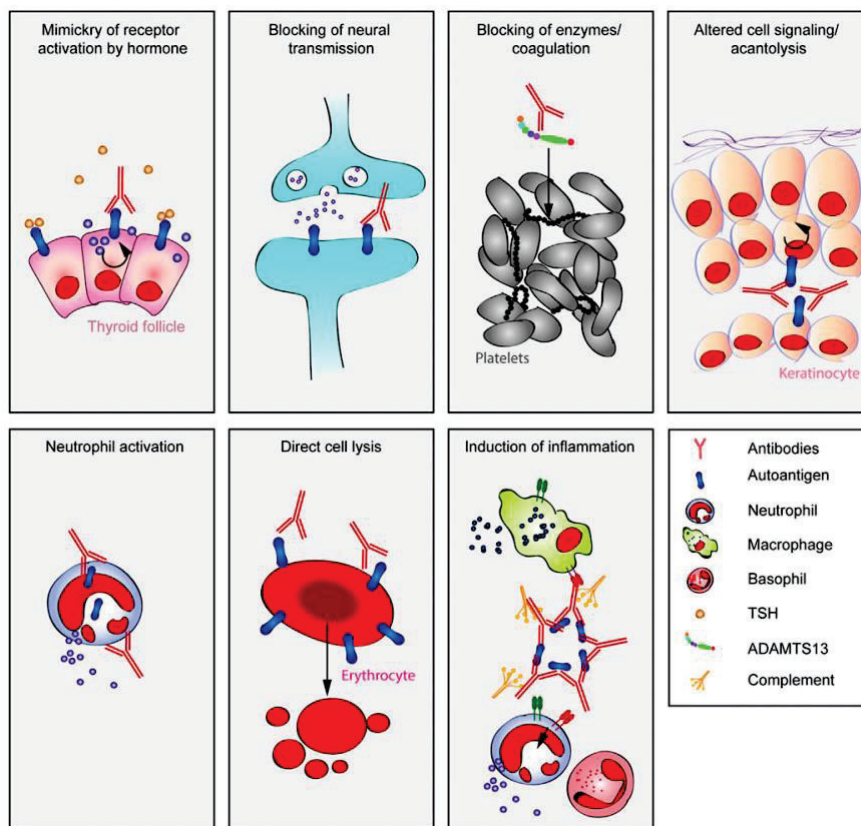 Mimickry of receptor
activation by hormone
Thyroid follicle
Blocking of neural
transmission
Blocking of enzymes/
coagulation
Platelets
Altered cell signaling/
acantolysis
Keratinocyte
Neutrophil activation
Direct cell lysis
Erythrocyte
Induction of inflammation
Antibodies
Autoantigen
Neutrophil
Macrophage
Basophil
TSH
ADAMTS13
Complement